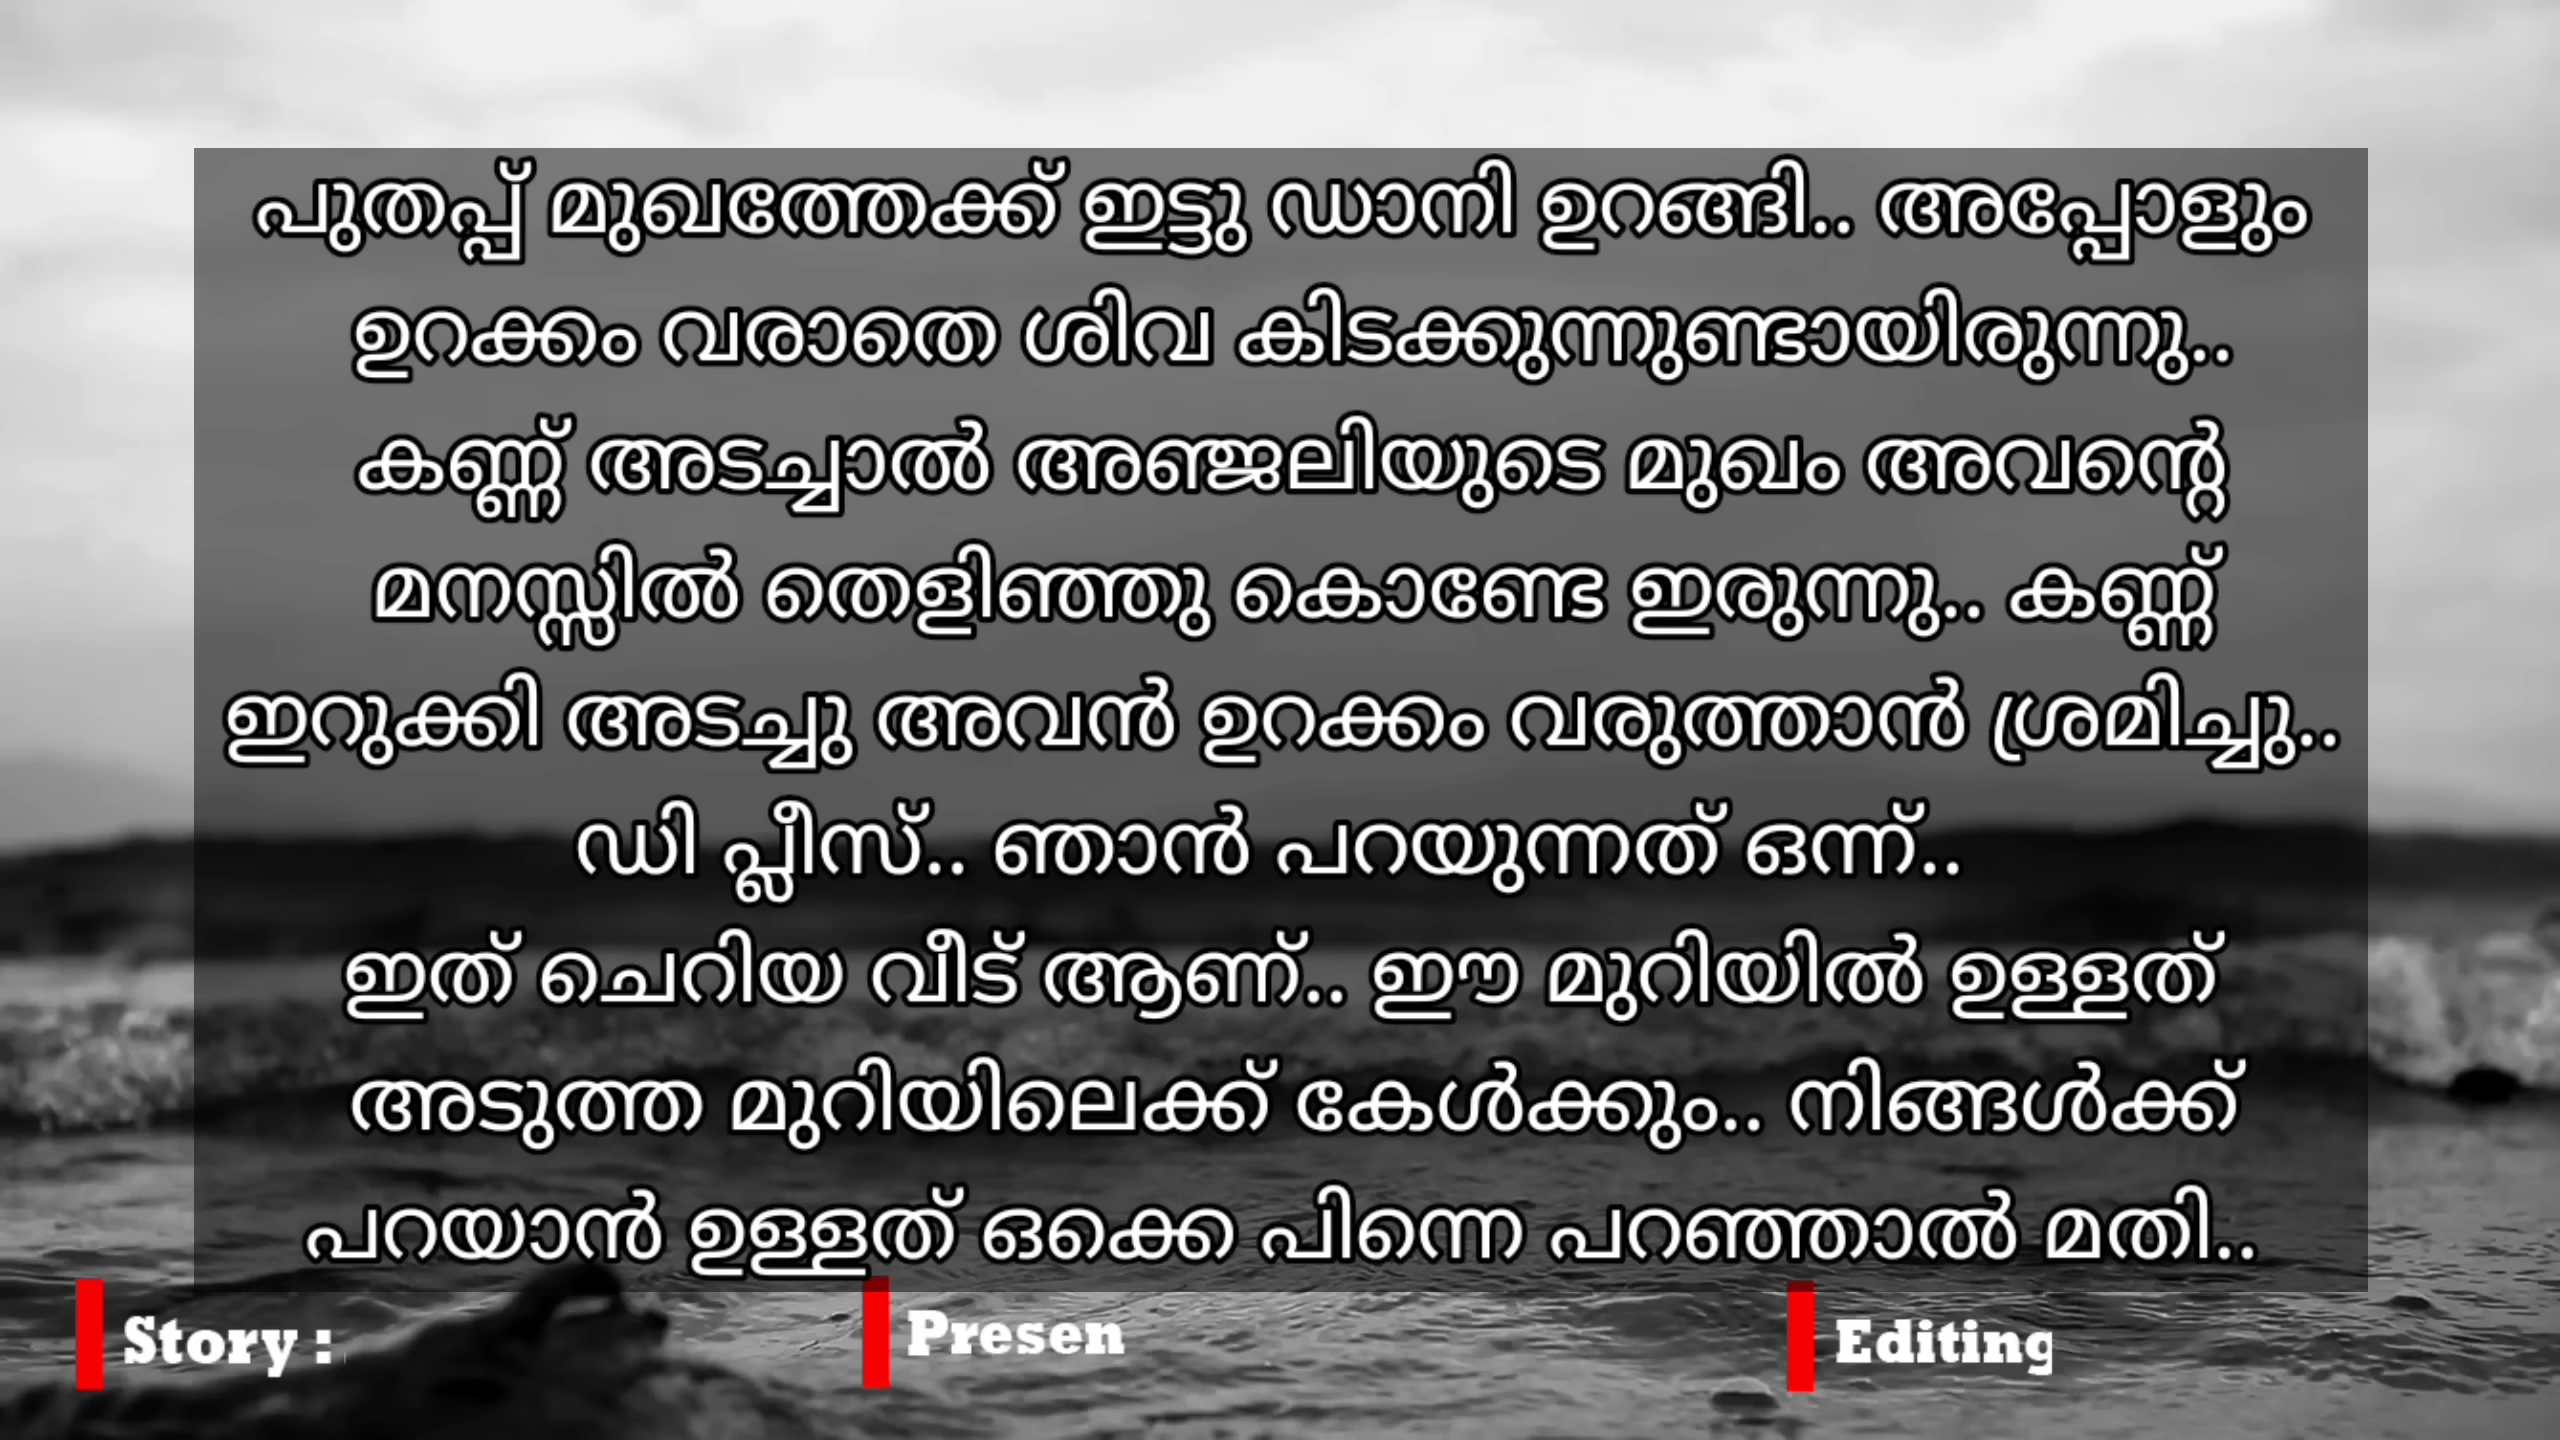 പുതപ്പ് മുഖത്തേക്ക് ഇട്ടു ഡാനി ഉറങ്ങി.. അപ്പോളും
ഉറക്കം വരാതെ ശിവ കിടക്കുന്നുണ്ടായിരുന്നു..
കണ്ണ് അടച്ചാൽ അഞ്ജലിയുടെ മുഖം അവന്റെ
മനസ്സിൽ തെളിഞ്ഞു കൊണ്ടേ ഇരുന്നു.. കണ്ണ്
ഇറുക്കി അടച്ചു അവൻ ഉറക്കം വരുത്താൻ ശ്രമിച്ചു..
ഡി പ്ലീസ്.. ഞാൻ പറയുന്നത് ഒന്ന്..
ഇത് ചെറിയ വീട് ആണ്.. ഈ മുറിയിൽ ഉള്ളത്
അടുത്ത മുറിയിലെക്ക് കേൾക്കും.. നിങ്ങൾക്ക്
പറയാൻ ഉള്ളത് ഒക്കെ പിന്നെ പറഞ്ഞാൽ മതി..
Story : Presen Editing